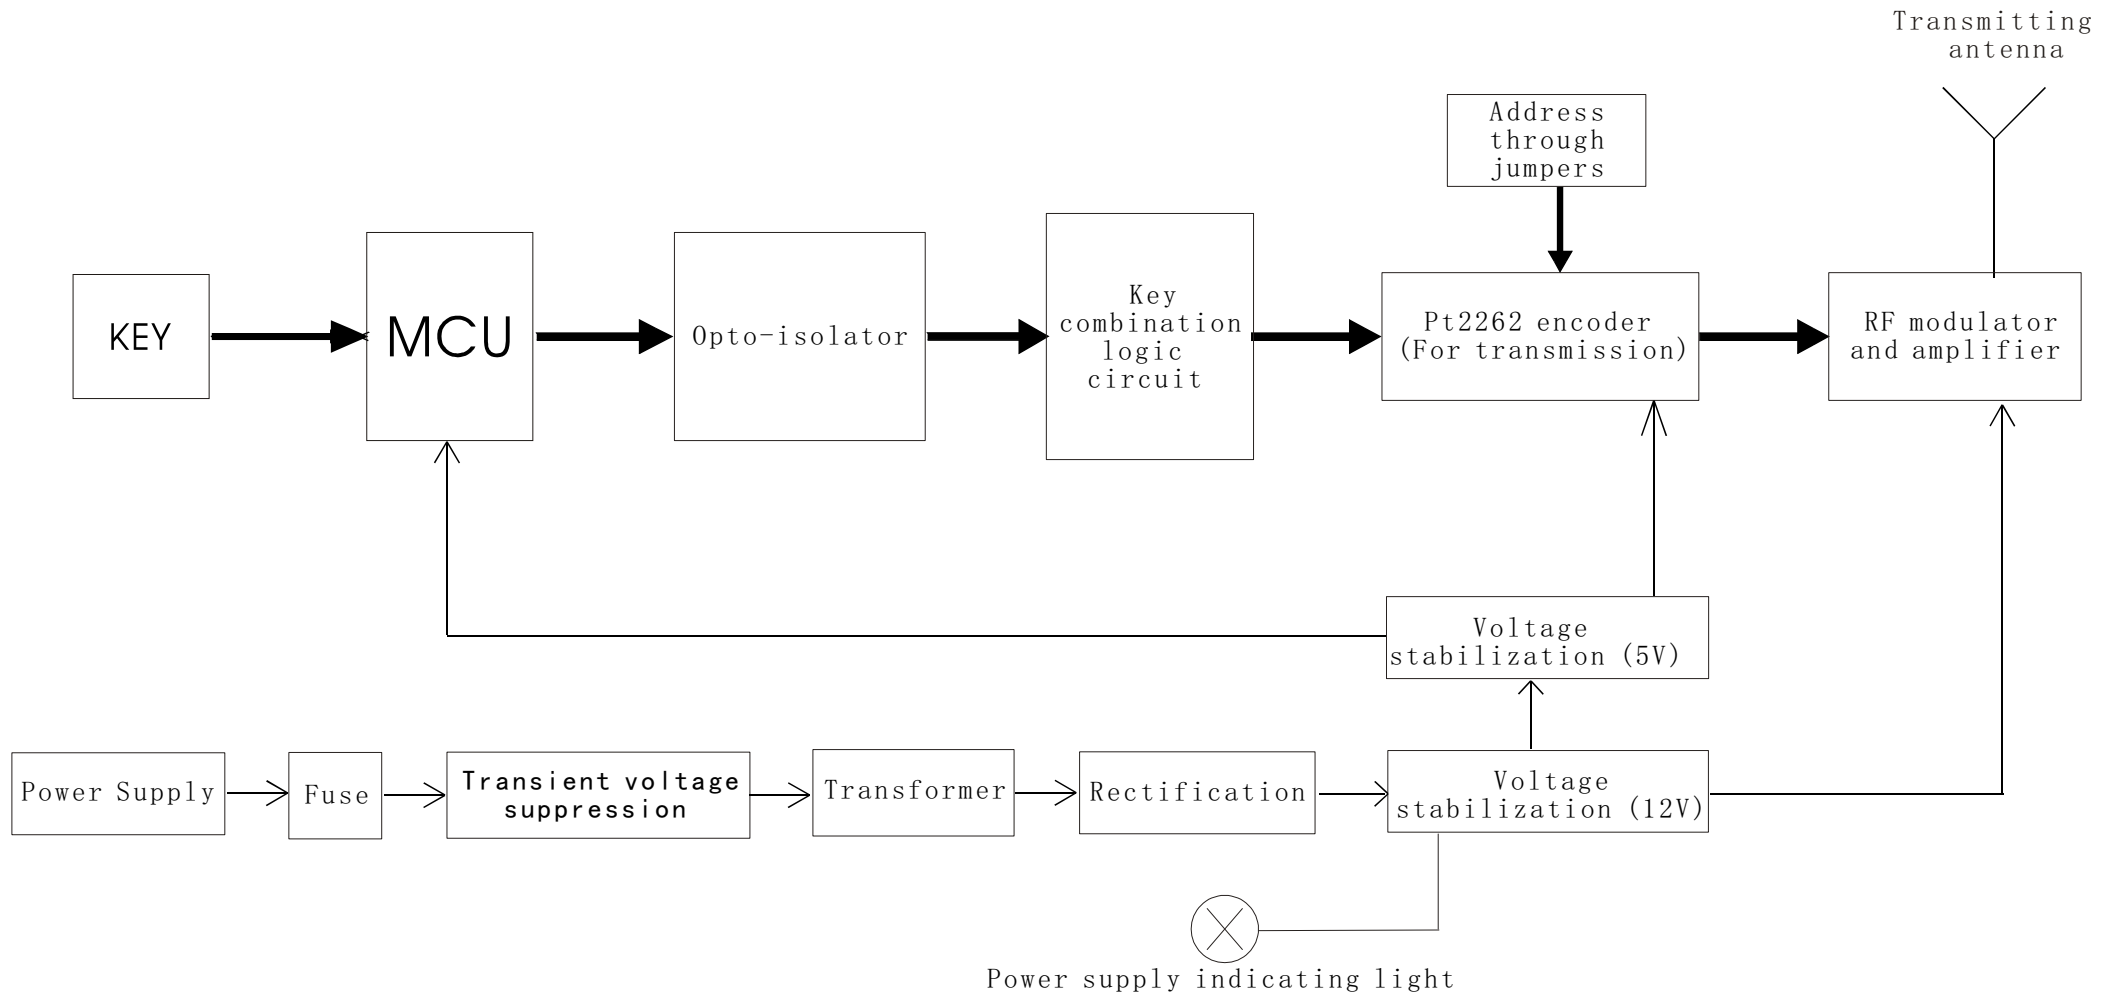 Transmitting
antenna
Address
through
jumpers
KEY
MCU
Opto-isolator
Key
combination
logic
circuit
Pt2262 encoder
(For transmission)
RF modulator
and amplifier
Voltage
stabilization (5V)
Power Supply
Fuse
Transient voltage
suppression
Transformer
Rectification
Voltage
stabilization (12V)
Power supply indicating light